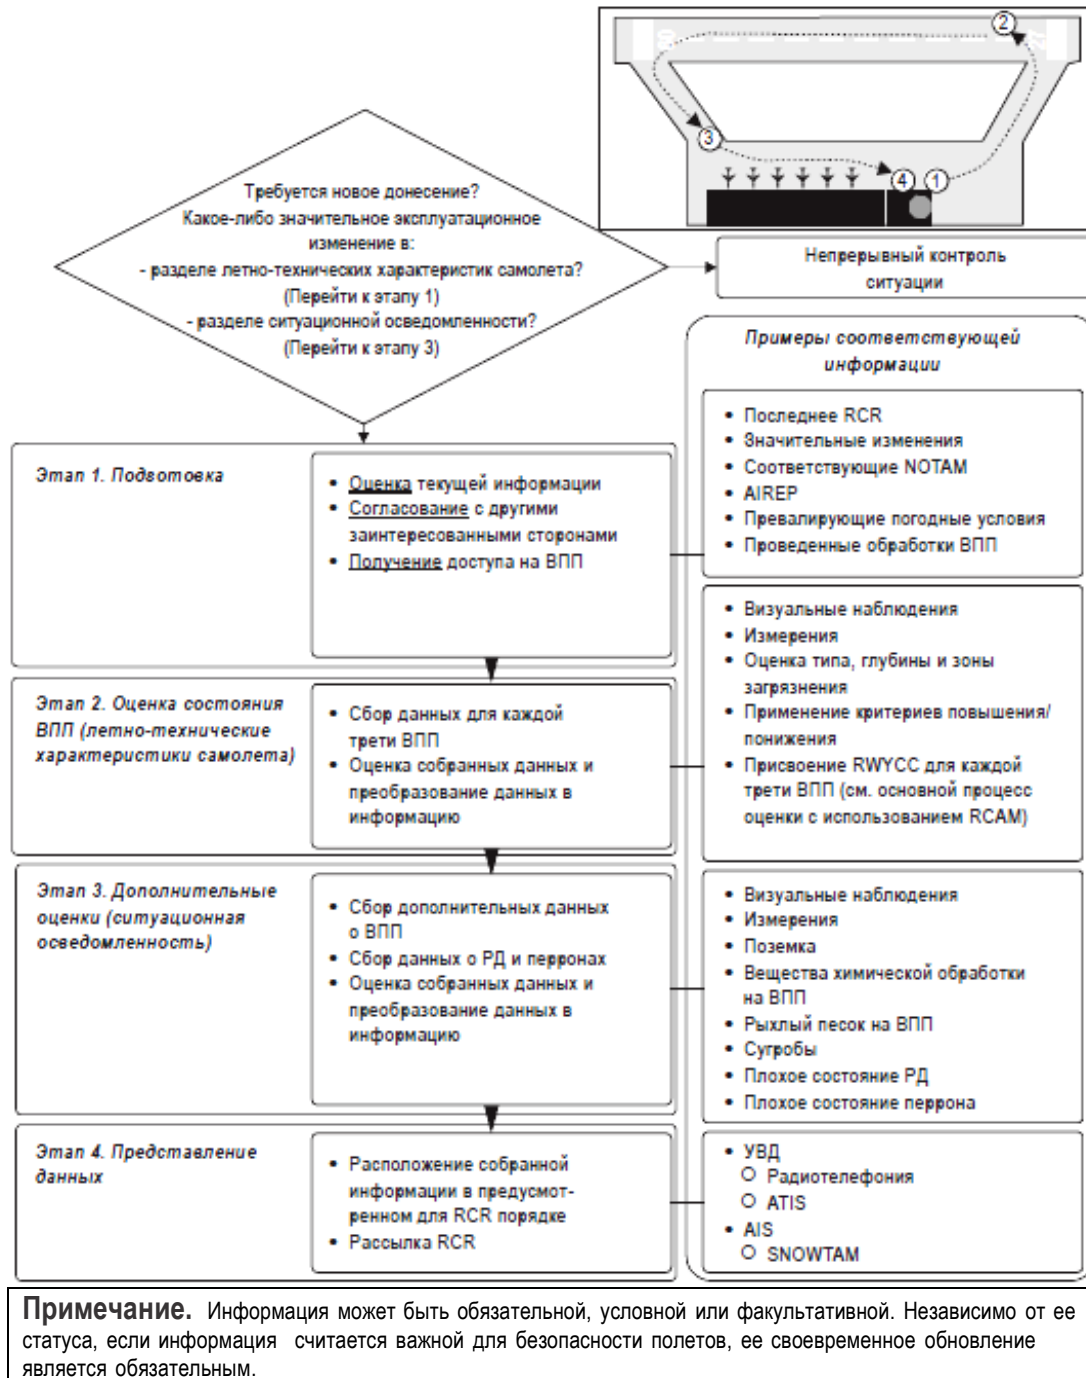 2
09
27
3
4
1
Требуется новое донесение?
Какое-либо значительное эксплуатационное
изменение в:
- разделе летно-технических характеристик самолета?
(Перейти к этапу 1)
- разделе ситуационной осведомленности?
(Перейти к этапу 3)
Непрерывный контроль
ситуации
Примеры соответствующей
информации
Этап 1. Подготовка
• Оценка текущей информации
• Согласование с другими
заинтересованными сторонами
• Получение доступа на ВПП
• Последнее RCR
• Значительные изменения
• Соответствующие NOTAM
• AIREP
• Превалирующие погодные условия
• Проведенные обработки ВПП
Этап 2. Оценка состояния
ВПП (летно-технические
характеристики самолета)
• Сбор данных для каждой
трети ВПП
• Оценка собранных данных и
преобразование данных в
информацию
• Визуальные наблюдения
• Измерения
• Оценка типа, глубины и зоны
загрязнения
• Применение критериев повышения/
понижения
• Присвоение RWYCC для каждой
трети ВПП (см. основной процесс
оценки с использованием RCAM)
Этап 3. Дополнительные
оценки (ситуационная
осведомленность)
• Сбор дополнительных данных
о ВПП
• Сбор данных о РД и перронах
• Оценка собранных данных и
преобразование данных в
информацию
• Визуальные наблюдения
• Измерения
• Поземка
• Вещества химической обработки
на ВПП
• Рыхлый песок на ВПП
• Сугробы
• Плохое состояние РД
• Плохое состояние перрона
Этап 4. Представление
данных
• Расположение собранной
информации в предусмот-
ренном для RCR порядке
• Рассылка RCR
• УВД
○ Радиотелефония
○ ATIS
• AIS
○ SNOWTAM
Примечание. Информация может быть обязательной, условной или факультативной. Независимо от ее
статуса, если информация считается важной для безопасности полетов, ее своевременное обновление
является обязательным.